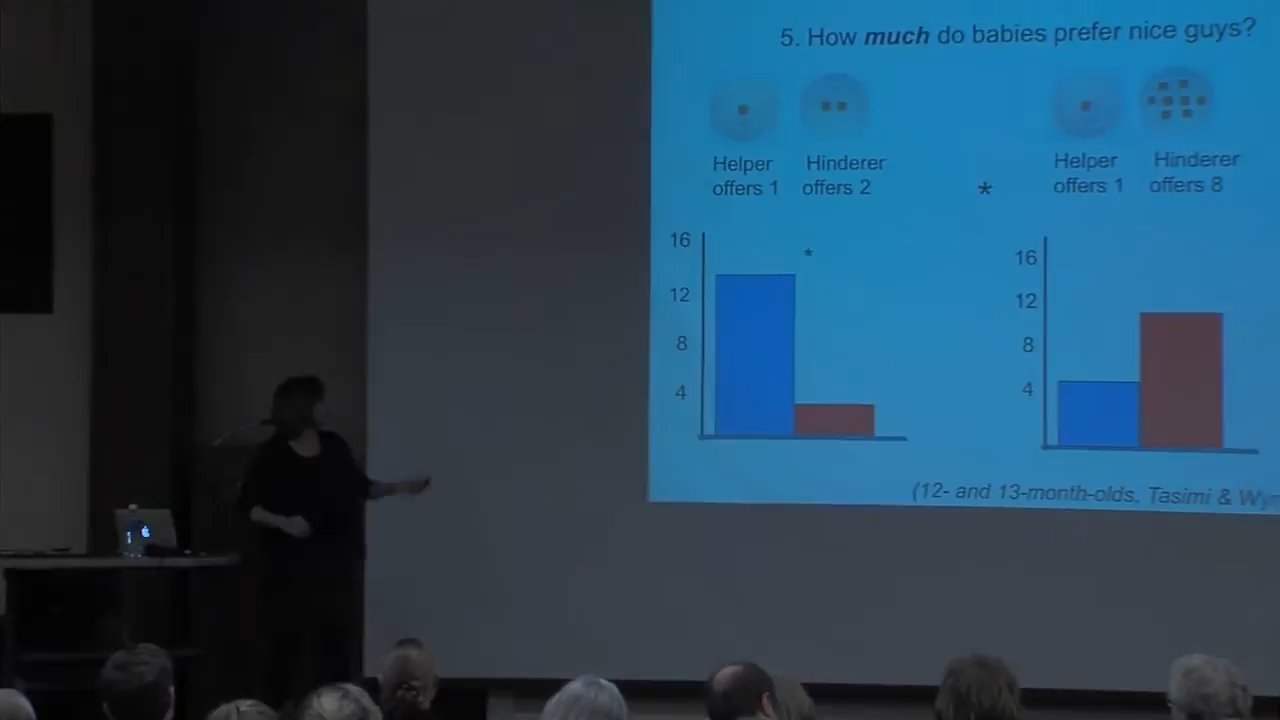 5. How much do babies prefer nice guys?
Helper Hinderer
offers 1 offers 2
*
Helper Hinderer
offers 1 offers 8
16
12
8
4
*
16
12
8
4
(12- and 13-month-olds, Tasimi &